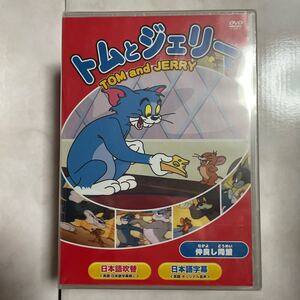 DVD
トムとジェリー
TOM and JERRY
なかよ どうめい
仲良し同盟
日本語吹替 日本語字幕